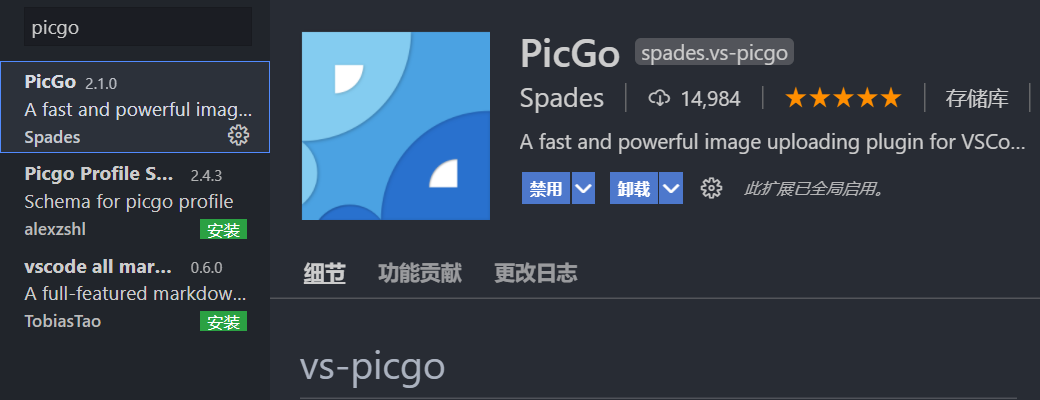 picgo
PicGo 2.1.0
A fast and powerful imag...
Spades
Picgo Profile S... 2.4.3
Schema for picgo profile
alexzshl
安装
vscode all mar... 0.6.0
A full-featured markdow...
TobiasTao
安装
PicGo spades.vs-picgo
Spades 14,984 存储库
A fast and powerful image uploading plugin for VSCo...
禁用 卸载 此扩展已全局启用。
细节 功能贡献 更改日志
vs-picgo